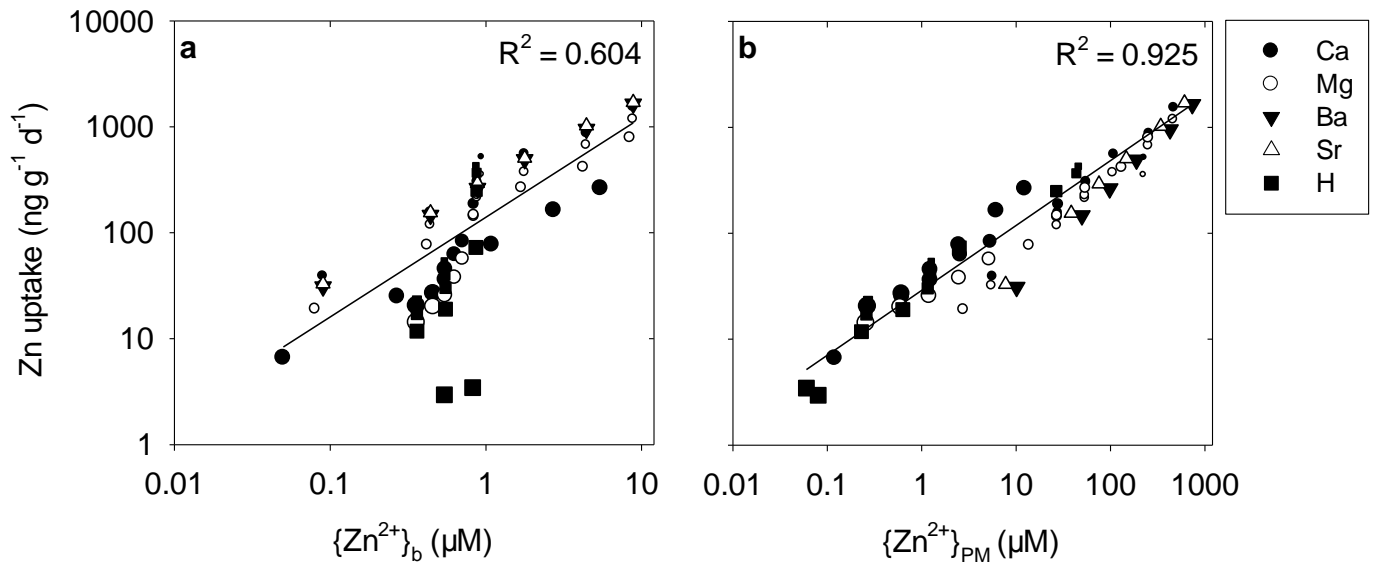 a
R² = 0.604
10000
1000
100
10
1
0.01 0.1 1 10
Zn uptake (ng g⁻¹ d⁻¹)
{Zn²⁺}b (µM)
b
R² = 0.925
0.01 0.1 1 10 100 1000
{Zn²⁺}PM (µM)
Ca
Mg
Ba
Sr
H